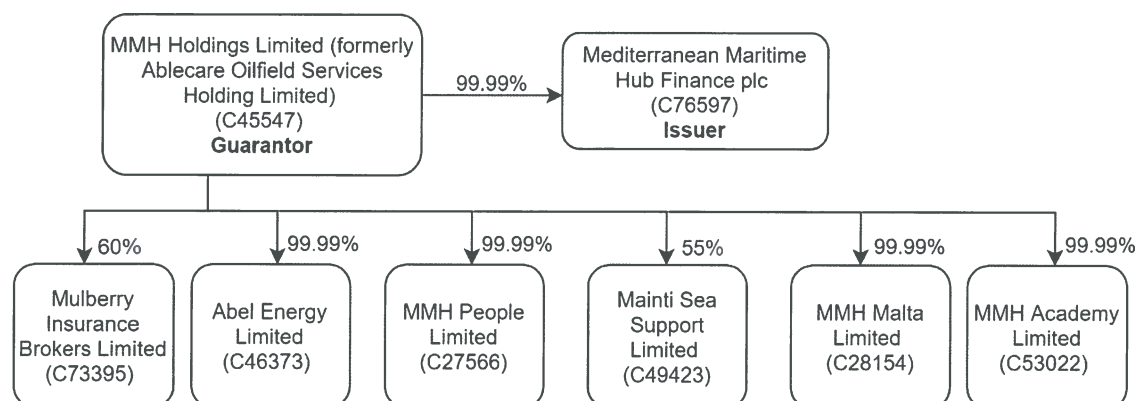 MMH Holdings Limited (formerly
Ablecare Oilfield Services
Holding Limited)
(C45547)
Guarantor
99.99%
Mediterranean Maritime
Hub Finance plc
(C76597)
Issuer
60%
99.99%
99.99%
55%
99.99%
99.99%
Mulberry
Insurance
Brokers Limited
(C73395)
Abel Energy
Limited
(C46373)
MMH People
Limited
(C27566)
Mainti Sea
Support
Limited
(C49423)
MMH Malta
Limited
(C28154)
MMH Academy
Limited
(C53022)